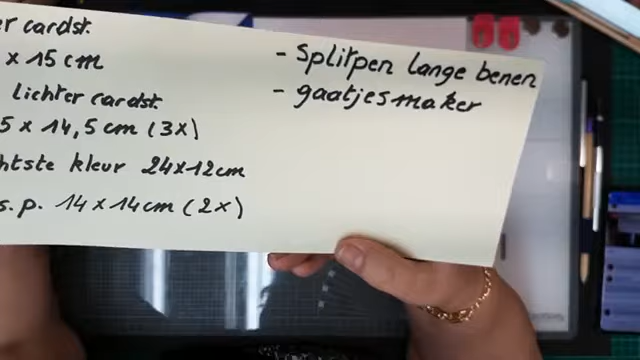 er cardst.
x 15 cm
lichter cardst.
5 x 14,5 cm (3x)
htste kleur 24x12cm
s.p. 14 x 14 cm (2x)
- Splitpen lange benen
- gaatjesmaker